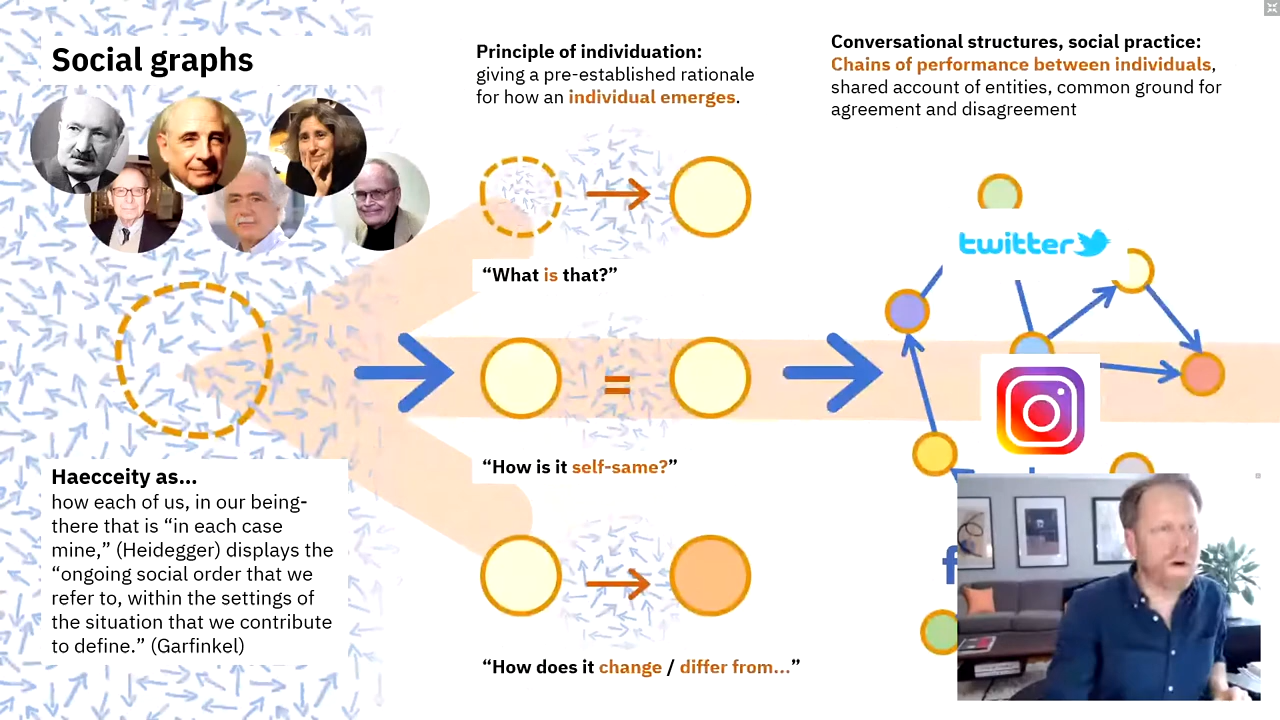 Social graphs
Principle of individuation:
giving a pre-established rationale
for how an individual emerges.
Conversational structures, social practice:
Chains of performance between individuals,
shared account of entities, common ground for
agreement and disagreement
twitter
“What is that?”
=
“How is it self-same?”
Haecceity as...
how each of us, in our being-
there that is “in each case
mine,” (Heidegger) displays the
“ongoing social order that we
refer to, within the settings of
the situation that we contribute
to define.” (Garfinkel)
f
“How does it change / differ from...”